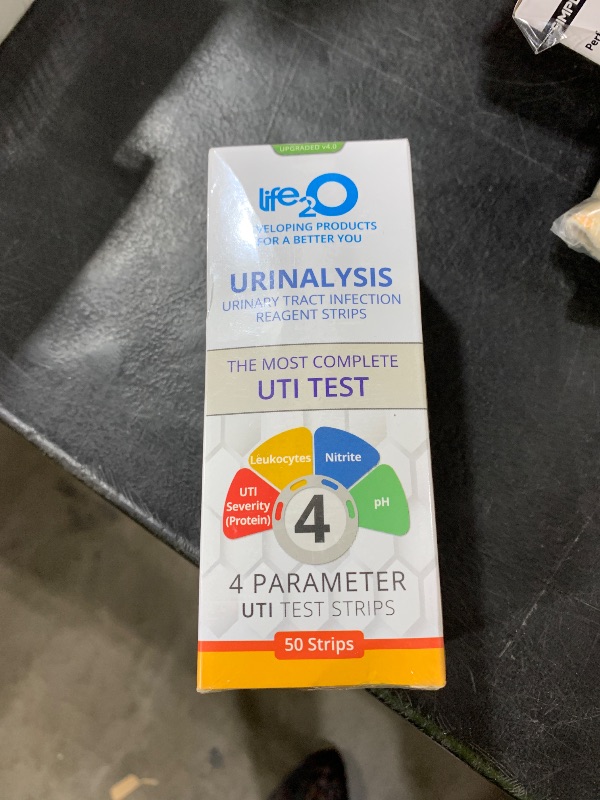 UPGRADED v4.0
life2O
VELOPING PRODUCTS
FOR A BETTER YOU
URINALYSIS
URINARY TRACT INFECTION
REAGENT STRIPS
THE MOST COMPLETE
UTI TEST
Leukocytes
Nitrite
UTI
Severity
(Protein)
pH
4
4 PARAMETER
UTI TEST STRIPS
50 Strips